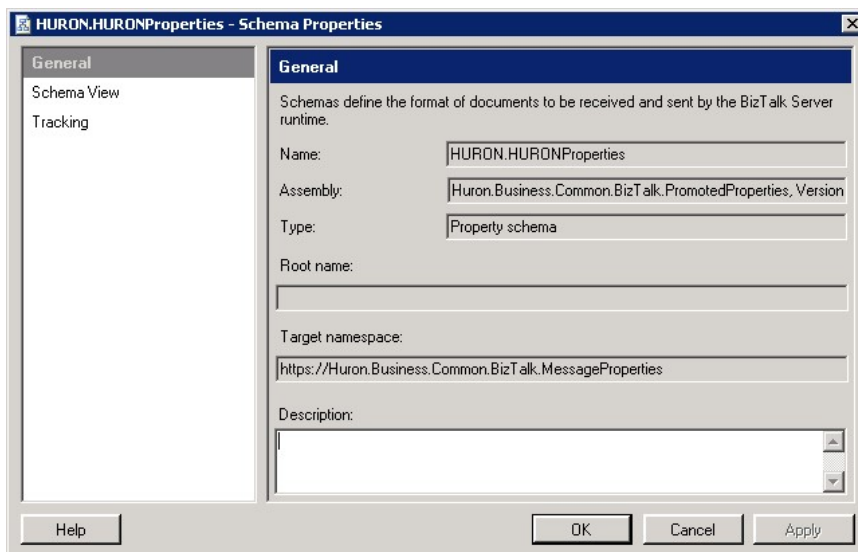 HURON.HURONProperties - Schema Properties
General
Schema View
Tracking
General
Schemas define the format of documents to be received and sent by the BizTalk Server
runtime.
Name: HURON.HURONProperties
Assembly: Huron.Business.Common.BizTalk.PromotedProperties, Version
Type: Property schema
Root name:
Target namespace:
https://Huron.Business.Common.BizTalk.MessageProperties
Description:
Help OK Cancel Apply